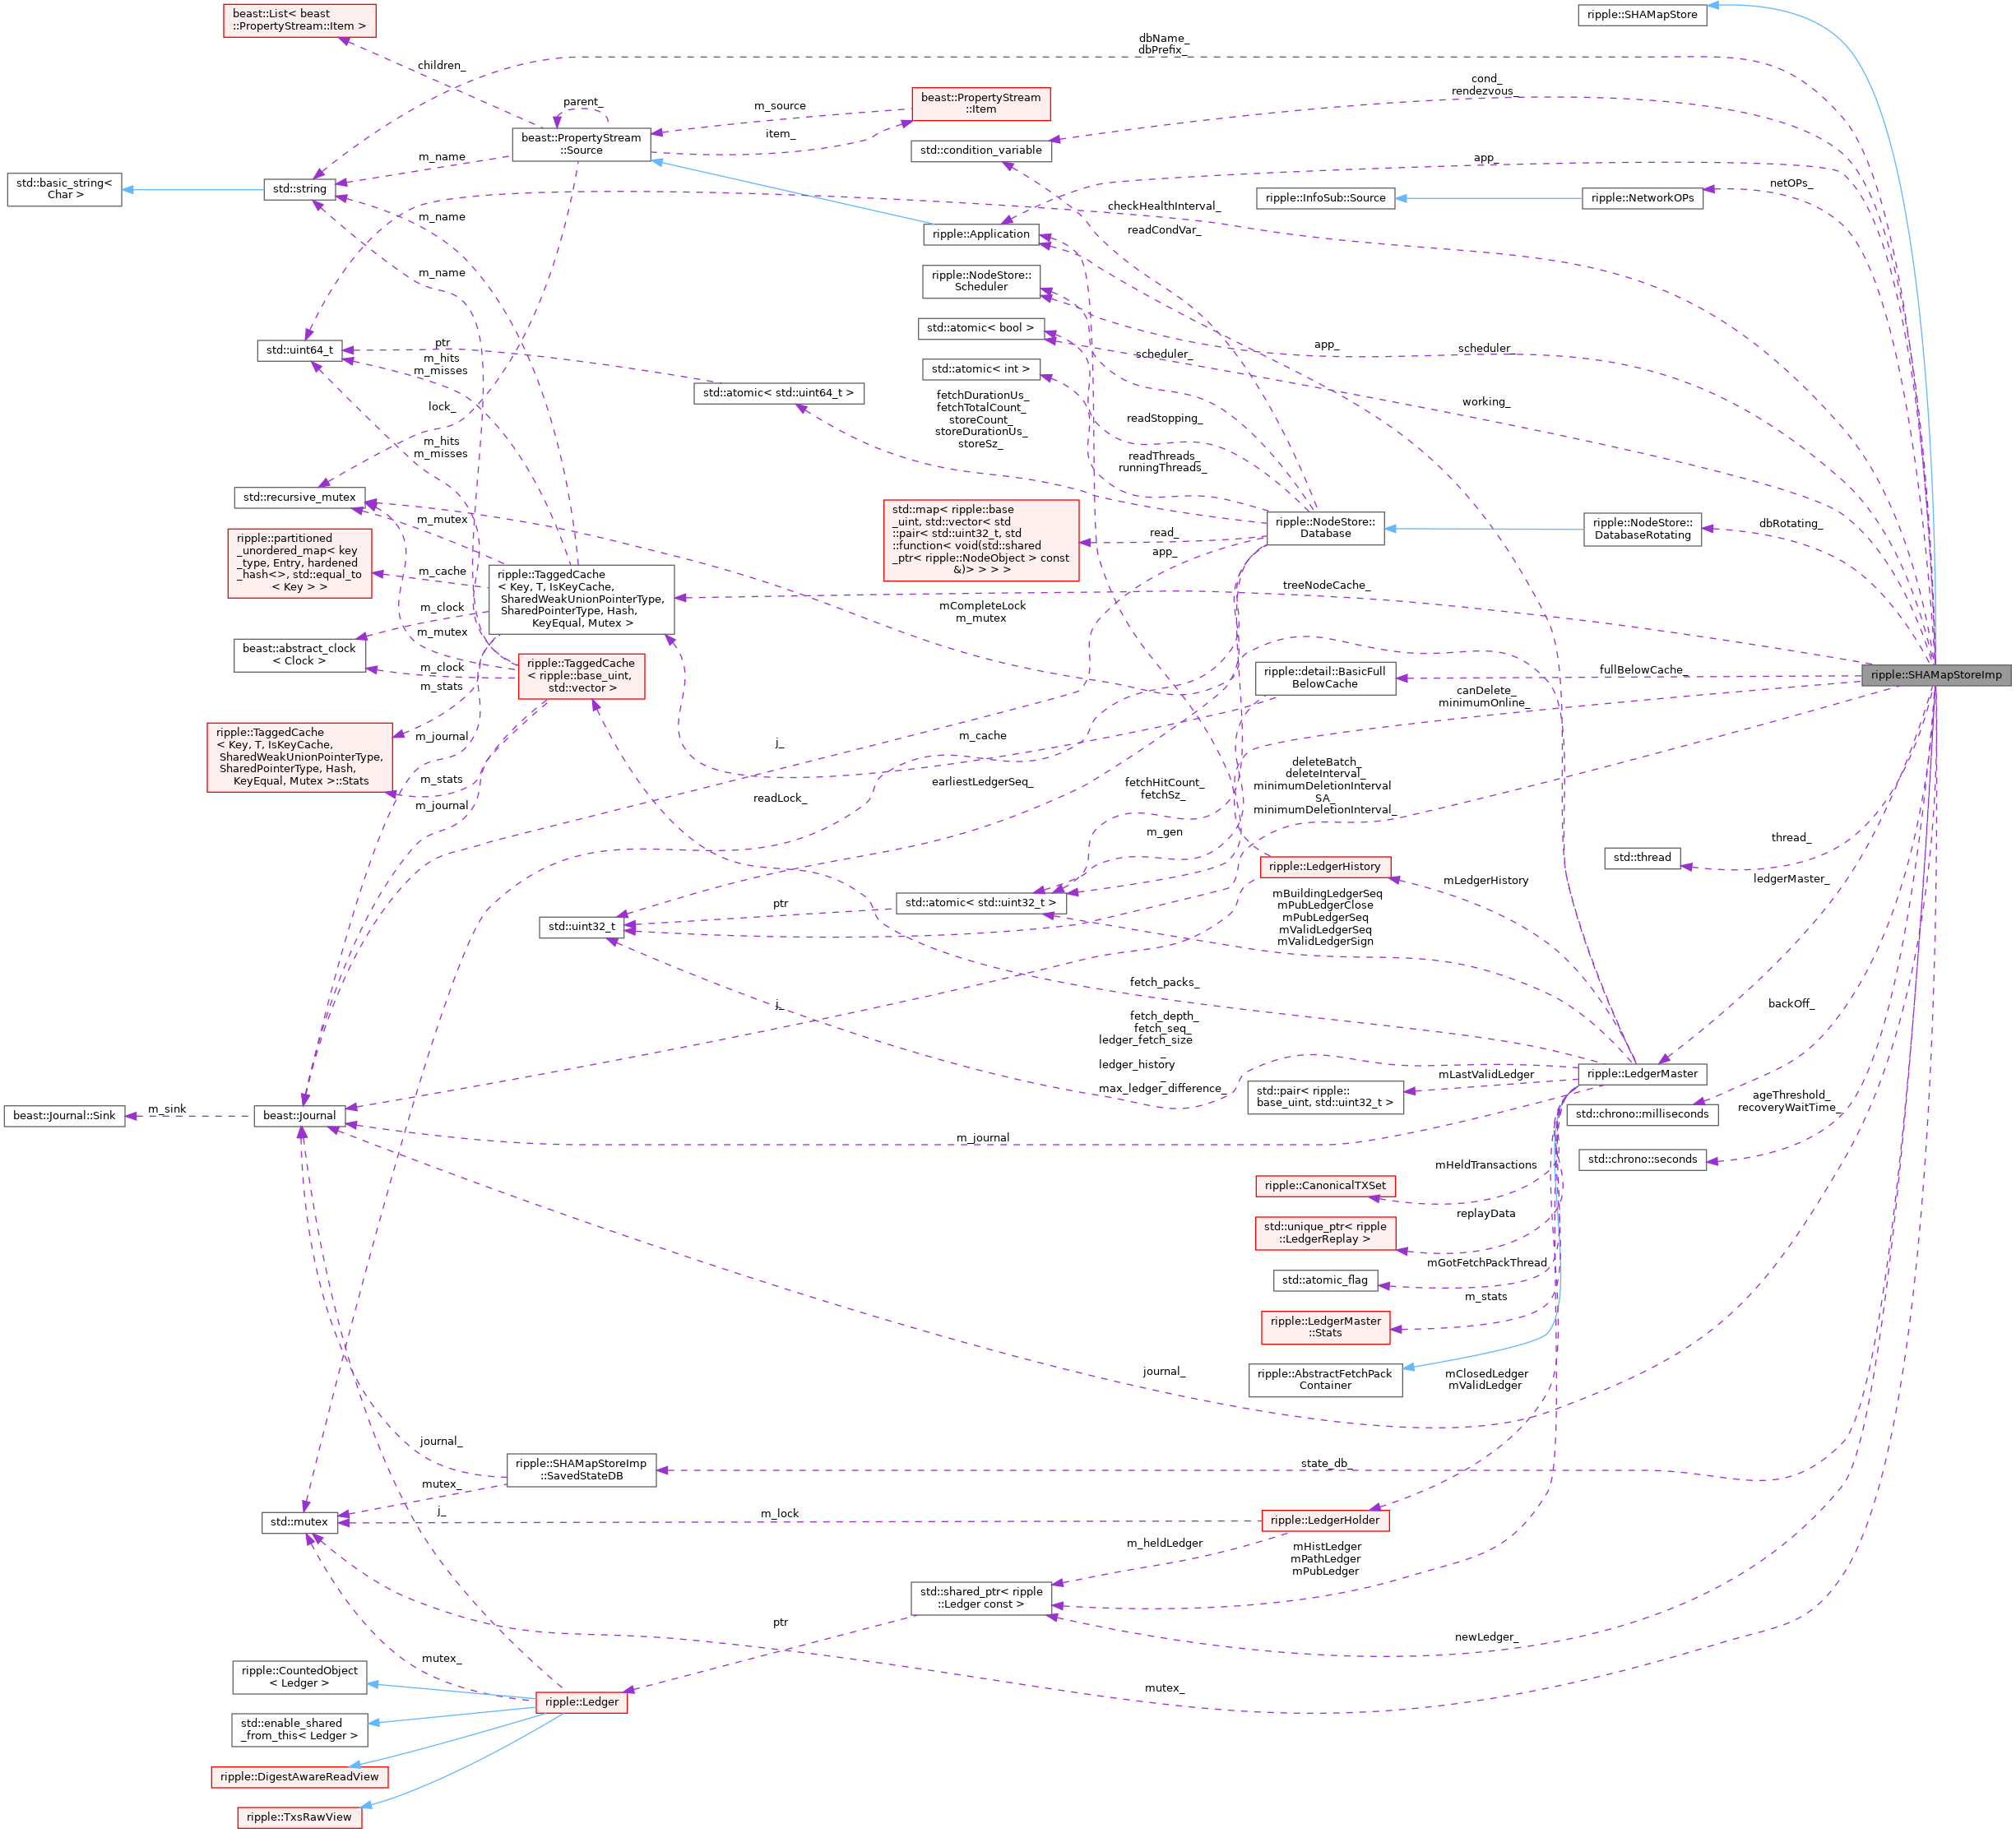 beast::List< beast
::PropertyStream::Item >
ripple::SHAMapStore
dbName_
dbPrefix_
children_
cond_
rendezvous_
parent_
m_source
beast::PropertyStream
::Item
item_
beast::PropertyStream
::Source
std::condition_variable
m_name
app_
std::basic_string<
Char >
std::string
netOPs_
ripple::InfoSub::Source
ripple::NetworkOPs
m_name
checkHealthInterval_
readCondVar_
ripple::Application
m_name
ripple::NodeStore::
Scheduler
std::atomic< bool >
std::uint64_t
ptr
m_hits
m_misses
app_
scheduler_
scheduler_
std::atomic< int >
std::atomic< std::uint64_t >
lock_
fetchDurationUs_
fetchTotalCount_
storeCount_
storeDurationUs_
storeSz_
working_
readStopping_
m_hits
m_misses
readThreads_
runningThreads_
std::recursive_mutex
m_mutex
std::map< ripple::base
_uint, std::vector< std
::pair< std::uint32_t, std
::function< void(std::shared
_ptr< ripple::NodeObject > const
&)> > > >
read_
app_
ripple::NodeStore::
Database
ripple::NodeStore::
DatabaseRotating
dbRotating_
ripple::partitioned
_unordered_map< key
_type, Entry, hardened
_hash<>, std::equal_to
< Key > >
m_cache
ripple::TaggedCache
< Key, T, IsKeyCache,
SharedWeakUnionPointerType,
SharedPointerType, Hash,
KeyEqual, Mutex >
treeNodeCache_
m_clock
mCompleteLock
m_mutex
m_mutex
beast::abstract_clock
< Clock >
m_clock
ripple::TaggedCache
< ripple::base_uint,
std::vector >
ripple::detail::BasicFull
BelowCache
fullBelowCache_
ripple::SHAMapStoreImp
m_stats
canDelete_
minimumOnline_
ripple::TaggedCache
< Key, T, IsKeyCache,
SharedWeakUnionPointerType,
SharedPointerType, Hash,
KeyEqual, Mutex >::Stats
m_journal
j_
m_cache
deleteBatch_
deleteInterval_
minimumDeletionInterval
SA_
minimumDeletionInterval_
m_stats
m_journal
readLock_
earliestLedgerSeq_
fetchHitCount_
fetchSz_
m_gen
thread_
std::thread
ripple::LedgerHistory
mLedgerHistory
ledgerMaster_
std::atomic< std::uint32_t >
ptr
std::uint32_t
mBuildingLedgerSeq
mPubLedgerClose
mPubLedgerSeq
mValidLedgerSeq
mValidLedgerSign
fetch_packs_
j_
backOff_
fetch_depth_
fetch_seq_
ledger_fetch_size
_
ledger_history
_
max_ledger_difference_
ripple::LedgerMaster
mLastValidLedger
std::pair< ripple::
base_uint, std::uint32_t >
std::chrono::milliseconds
ageThreshold_
recoveryWaitTime_
beast::Journal::Sink
m_sink
beast::Journal
m_journal
std::chrono::seconds
mHeldTransactions
ripple::CanonicalTXSet
replayData
std::unique_ptr< ripple
::LedgerReplay >
mGotFetchPackThread
std::atomic_flag
m_stats
ripple::LedgerMaster
::Stats
journal_
ripple::AbstractFetchPack
Container
mClosedLedger
mValidLedger
journal_
ripple::SHAMapStoreImp
::SavedStateDB
state_db_
mutex_
j_
std::mutex
m_lock
ripple::LedgerHolder
m_heldLedger
mHistLedger
mPathLedger
mPubLedger
std::shared_ptr< ripple
::Ledger const >
ptr
newLedger_
mutex_
mutex_
ripple::CountedObject
< Ledger >
ripple::Ledger
std::enable_shared
_from_this< Ledger >
ripple::DigestAwareReadView
ripple::TxsRawView